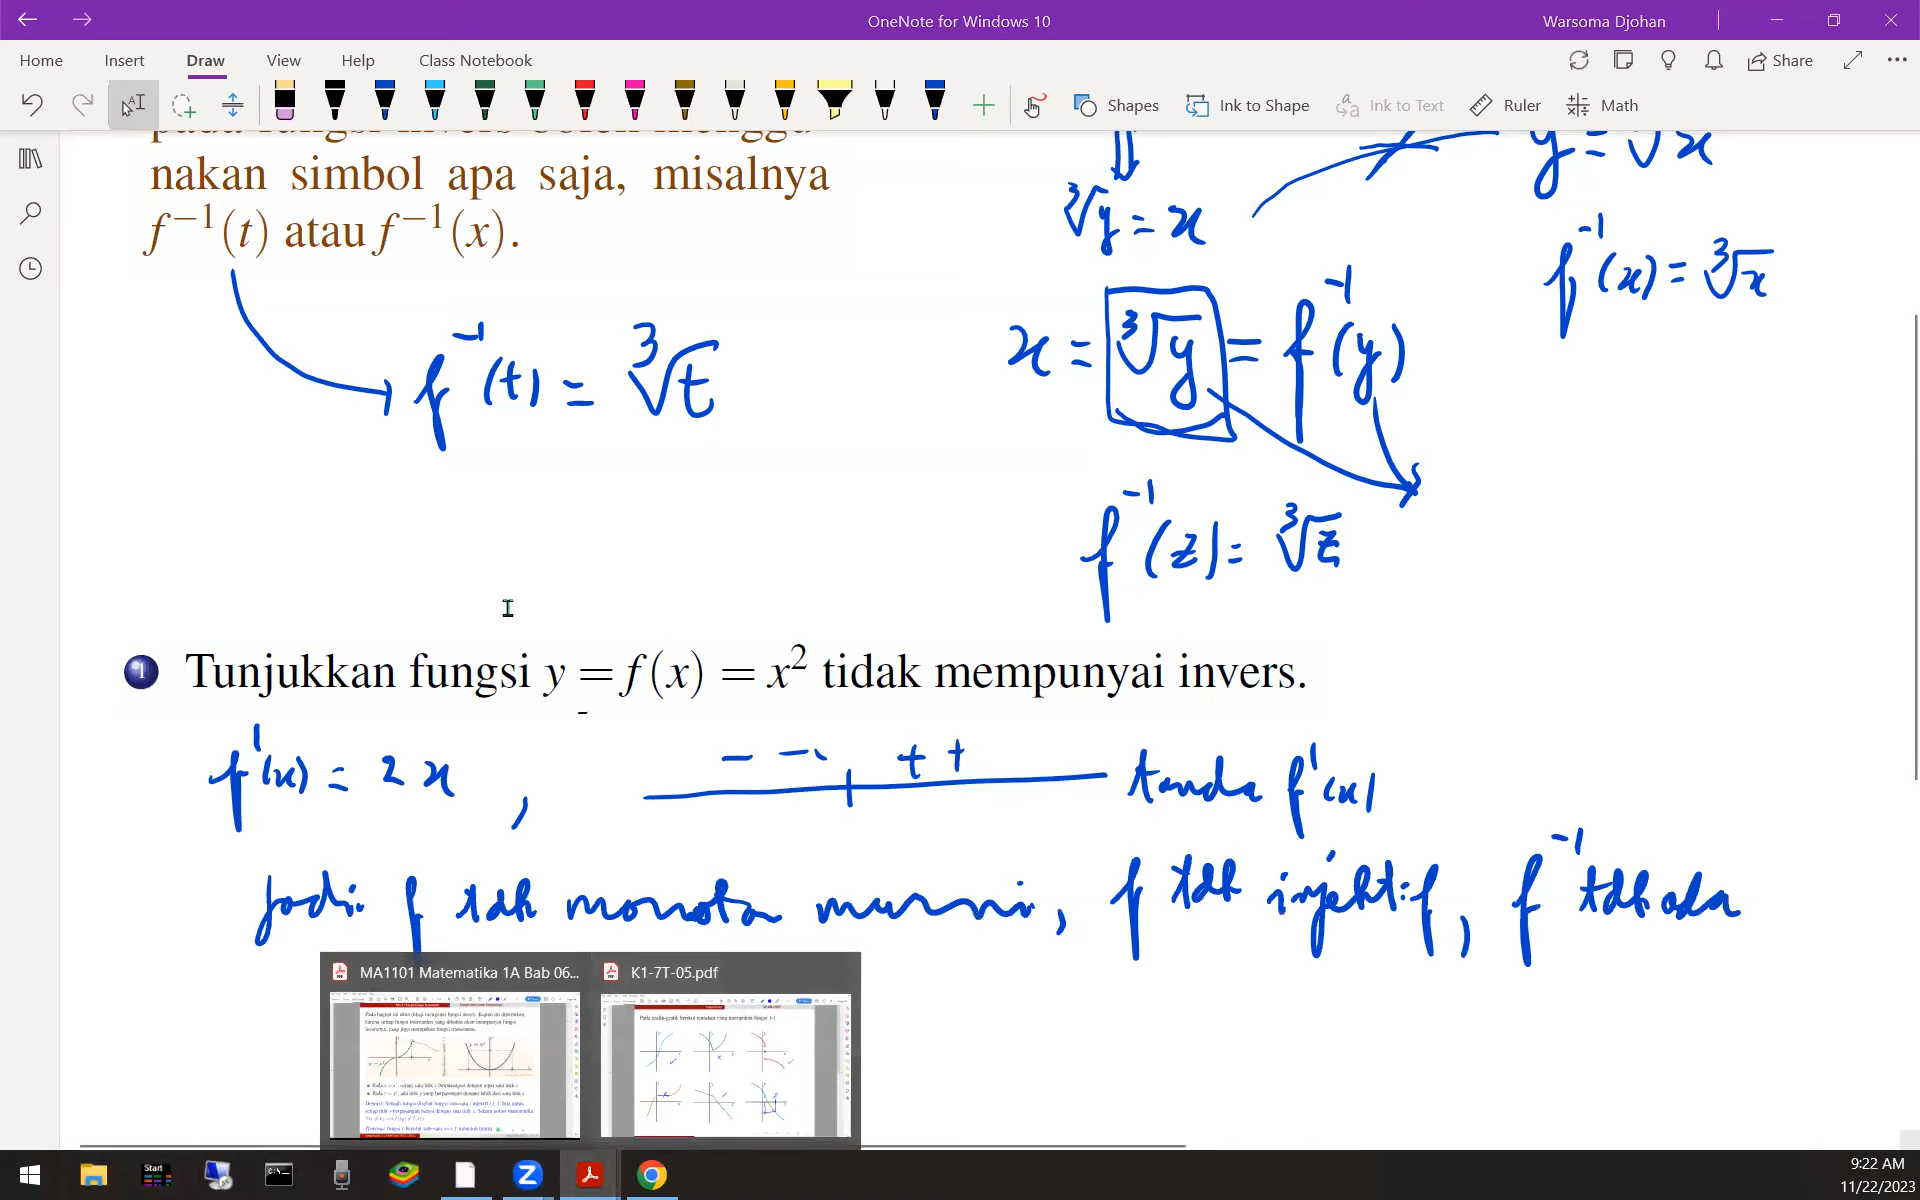 OneNote for Windows 10
Warsoma Djohan
Home Insert Draw View Help Class Notebook
Share
Shapes Ink to Shape Ink to Text Ruler Math
nakan simbol apa saja, misalnya
f⁻¹(t) atau f⁻¹(x).
f⁻¹(t) = ∛t
y = ∛x
∛y = x
f⁻¹(x) = ∛x
x = ∛y = f⁻¹(y)
f⁻¹(z) = ∛z
1 Tunjukkan fungsi y = f(x) = x² tidak mempunyai invers.
f'(x) = 2x , - - + + tanda f'(x)
Jadi f tdk monoton murni, f tdk injektif, f⁻¹ tdk ada
MA1101 Matematika 1A Bab 06...
K1-7T-05.pdf
Start
9:22 AM
11/22/2023